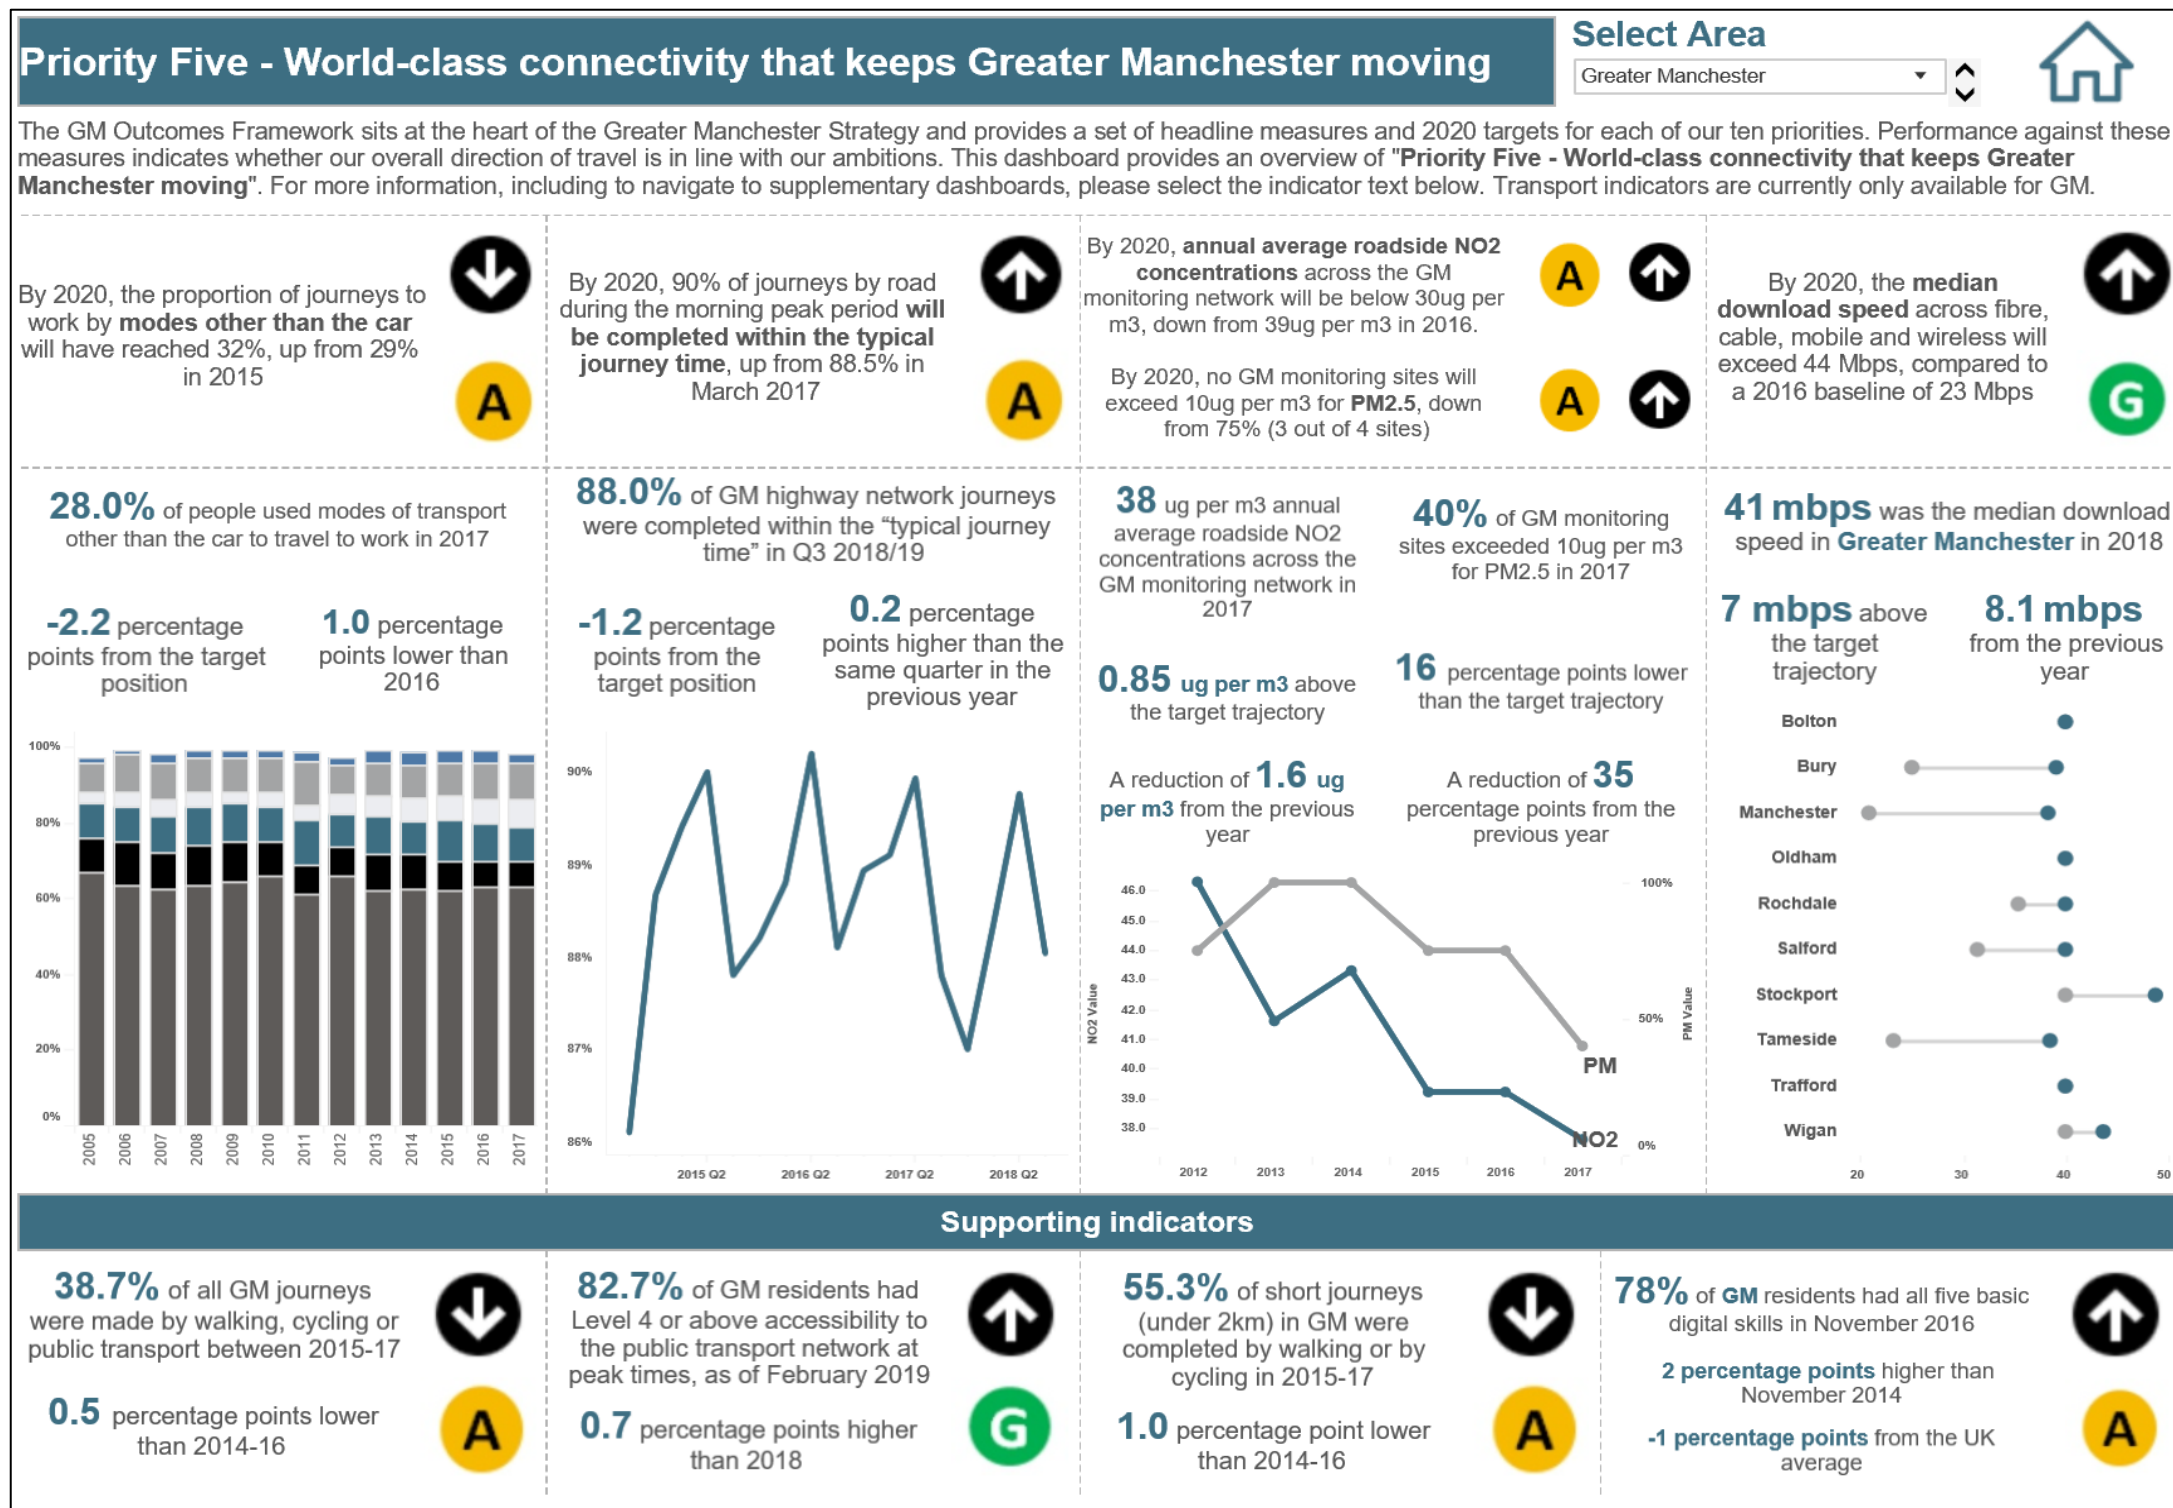 Priority Five - World-class connectivity that keeps Greater Manchester moving
Select Area
Greater Manchester
The GM Outcomes Framework sits at the heart of the Greater Manchester Strategy and provides a set of headline measures and 2020 targets for each of our ten priorities. Performance against these
measures indicates whether our overall direction of travel is in line with our ambitions. This dashboard provides an overview of "Priority Five - World-class connectivity that keeps Greater
Manchester moving". For more information, including to navigate to supplementary dashboards, please select the indicator text below. Transport indicators are currently only available for GM.
By 2020, the proportion of journeys to
work by modes other than the car
will have reached 32%, up from 29%
in 2015
A
By 2020, 90% of journeys by road
during the morning peak period will
be completed within the typical
journey time, up from 88.5% in
March 2017
A
By 2020, annual average roadside NO2
concentrations across the GM
monitoring network will be below 30ug per
m3, down from 39ug per m3 in 2016.
A
By 2020, no GM monitoring sites will
exceed 10ug per m3 for PM2.5, down
from 75% (3 out of 4 sites)
A
By 2020, the median
download speed across fibre,
cable, mobile and wireless will
exceed 44 Mbps, compared to
a 2016 baseline of 23 Mbps
G
28.0% of people used modes of transport
other than the car to travel to work in 2017
-2.2 percentage
points from the target
position
1.0 percentage
points lower than
2016
100%
80%
60%
40%
20%
0%
2005
2006
2007
2008
2009
2010
2011
2012
2013
2014
2015
2016
2017
88.0% of GM highway network journeys
were completed within the “typical journey
time” in Q3 2018/19
-1.2 percentage
points from the
target position
0.2 percentage
points higher than the
same quarter in the
previous year
90%
89%
88%
87%
86%
2015 Q2
2016 Q2
2017 Q2
2018 Q2
38 ug per m3 annual
average roadside NO2
concentrations across the
GM monitoring network in
2017
40% of GM monitoring
sites exceeded 10ug per m3
for PM2.5 in 2017
0.85 ug per m3 above
the target trajectory
16 percentage points lower
than the target trajectory
A reduction of 1.6 ug
per m3 from the previous
year
A reduction of 35
percentage points from the
previous year
46.0
45.0
44.0
43.0
42.0
41.0
40.0
39.0
38.0
NO2 Value
100%
50%
0%
PM Value
PM
NO2
2012
2013
2014
2015
2016
2017
41 mbps was the median download
speed in Greater Manchester in 2018
7 mbps above
the target
trajectory
8.1 mbps
from the previous
year
Bolton
Bury
Manchester
Oldham
Rochdale
Salford
Stockport
Tameside
Trafford
Wigan
20
30
40
50
Supporting indicators
38.7% of all GM journeys
were made by walking, cycling or
public transport between 2015-17
0.5 percentage points lower
than 2014-16
A
82.7% of GM residents had
Level 4 or above accessibility to
the public transport network at
peak times, as of February 2019
0.7 percentage points higher
than 2018
G
55.3% of short journeys
(under 2km) in GM were
completed by walking or by
cycling in 2015-17
1.0 percentage point lower
than 2014-16
A
78% of GM residents had all five basic
digital skills in November 2016
2 percentage points higher than
November 2014
-1 percentage points from the UK
average
A